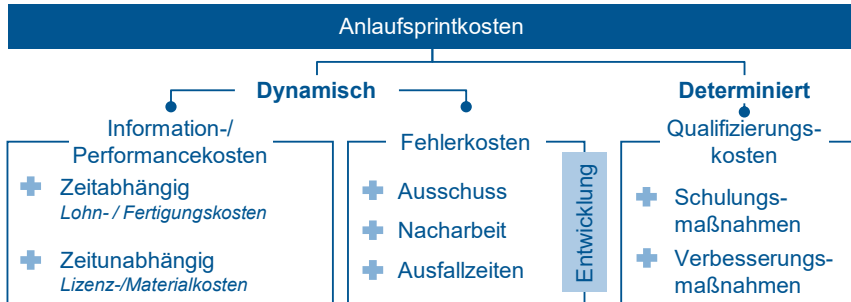 Anlaufsprintkosten
Dynamisch
Determiniert
Information-/
Performancekosten
Zeitabhängig
Lohn- / Fertigungskosten
Zeitunabhängig
Lizenz-/Materialkosten
Fehlerkosten
Ausschuss
Nacharbeit
Ausfallzeiten
Entwicklung
Qualifizierungs-
kosten
Schulungs-
maßnahmen
Verbesserungs-
maßnahmen